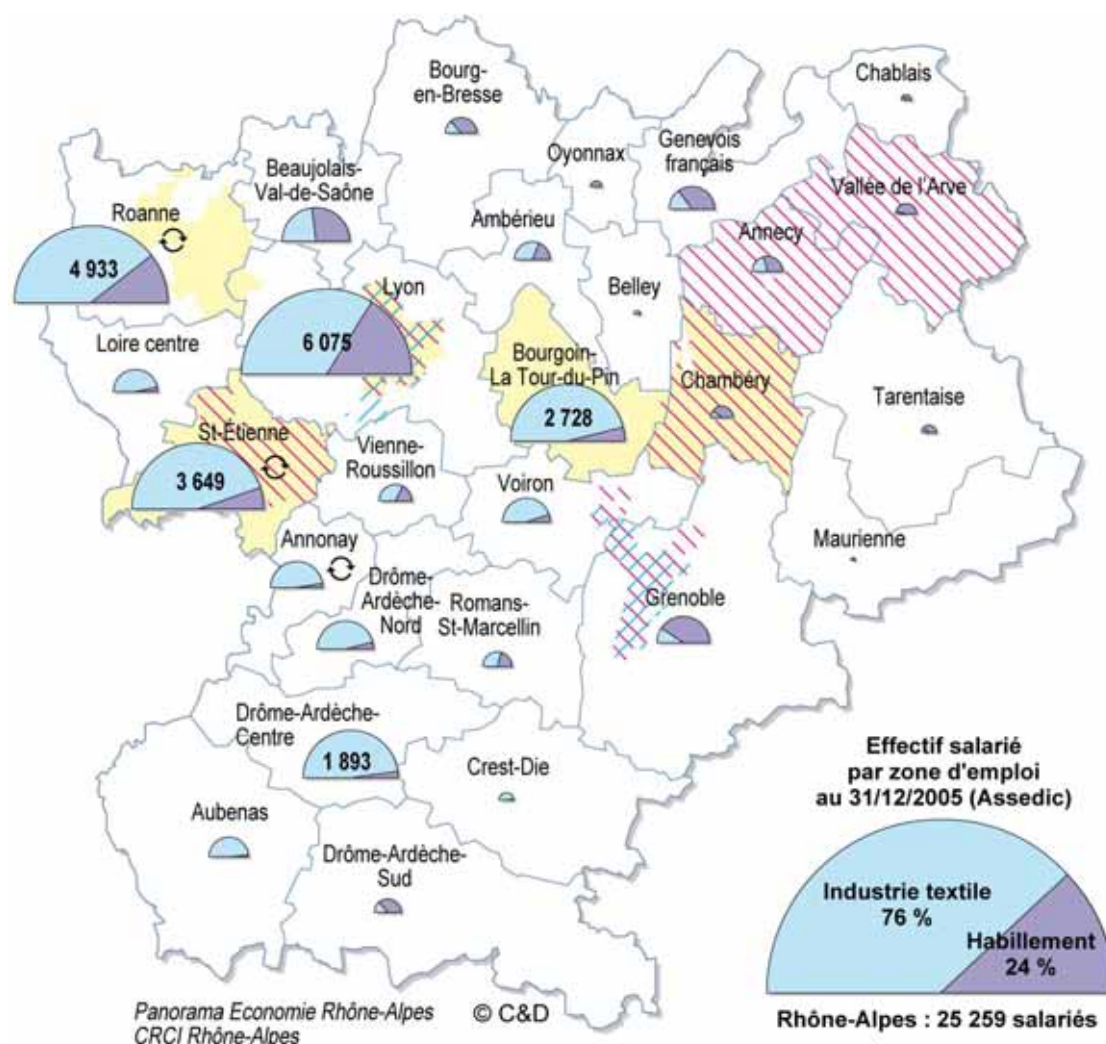 Bourg-
en-Bresse
Chablais
Oyonnax
Genevois
français
Beaujolais-
Val-de-Saône
Vallée de l'Arve
Roanne
Ambérieu
Annecy
4 933
Lyon
Belley
Loire centre
6 075
Bourgoin-
La Tour-du-Pin
Chambéry
Tarentaise
2 728
St-Étienne
Vienne-
Roussillon
3 649
Voiron
Annonay
Maurienne
Drôme-
Ardèche-
Nord
Romans-
St-Marcellin
Grenoble
Drôme-Ardèche-
Centre
1 893
Crest-Die
Aubenas
Drôme-Ardèche-
Sud
Effectif salarié
par zone d'emploi
au 31/12/2005 (Assedic)
Industrie textile
76 %
Habillement
24 %
Rhône-Alpes : 25 259 salariés
Panorama Economie Rhône-Alpes © C&D
CRCI Rhône-Alpes